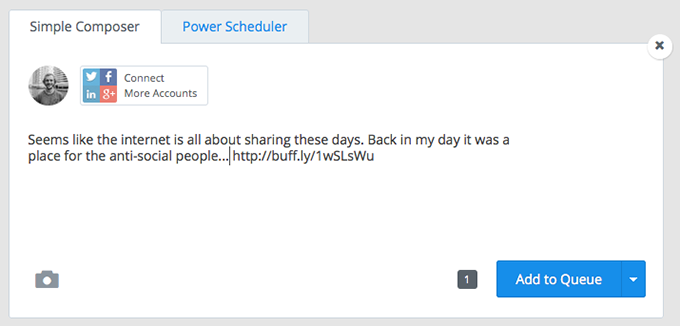 Simple Composer
Power Scheduler
in g+
Connect
More Accounts
Seems like the internet is all about sharing these days. Back in my day it was a
place for the anti-social people... http://buff.ly/1wSLsWu
1
Add to Queue